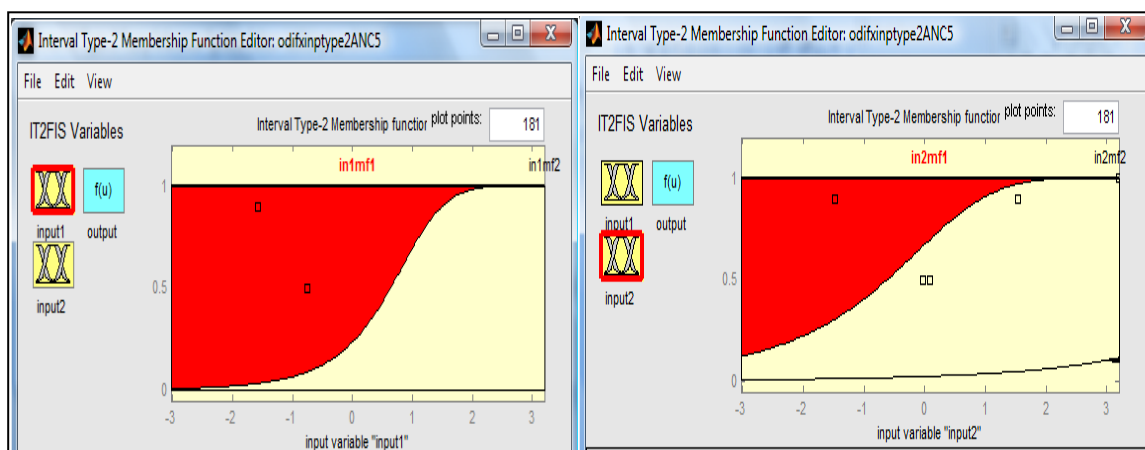 Interval Type-2 Membership Function Editor: odifxinptype2ANC5
File Edit View
IT2FIS Variables
Interval Type-2 Membership function plot points: 181
f(u)
input1 output
input2
in1mf1 in1mf2
1
0.5
0
-3 -2 -1 0 1 2 3
input variable "input1"
Interval Type-2 Membership Function Editor: odifxinptype2ANC5
File Edit View
IT2FIS Variables
Interval Type-2 Membership functior plot points: 181
f(u)
input1 output
input2
in2mf1 in2mf2
1
0.5
0
-3 -2 -1 0 1 2 3
input variable "input2"